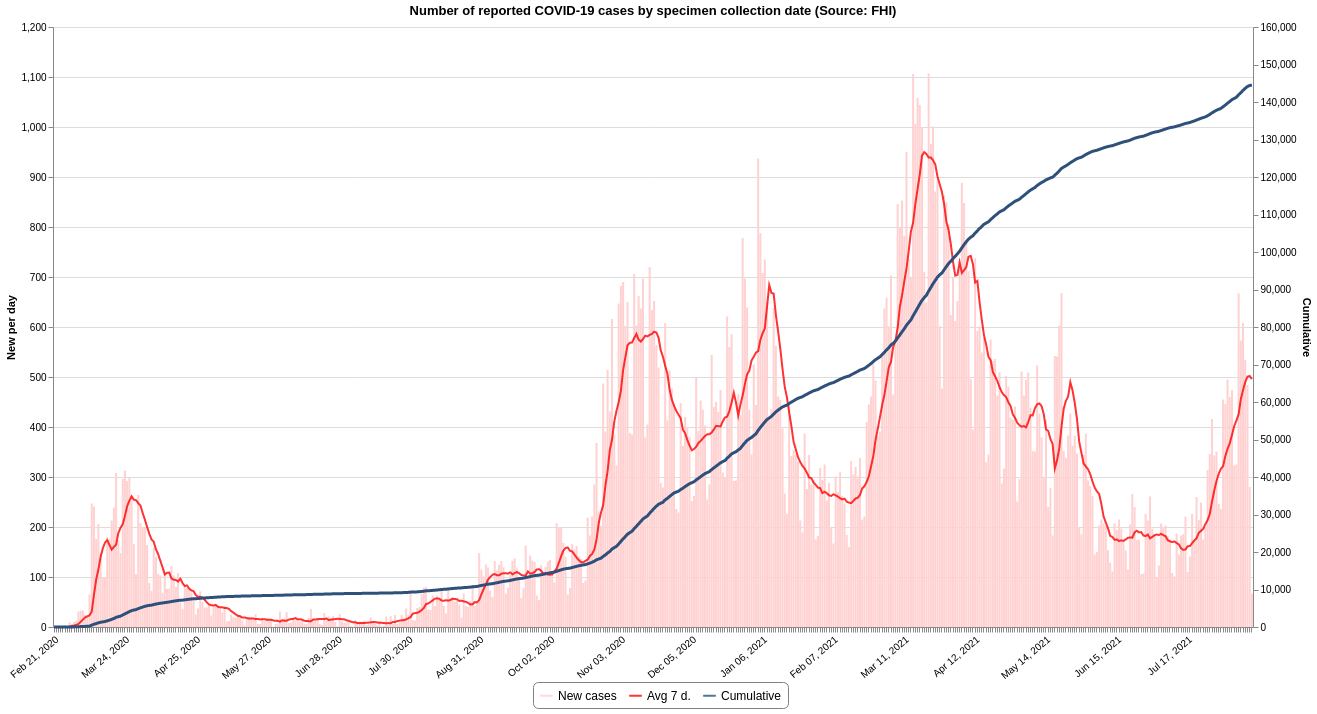 Number of reported COVID-19 cases by specimen collection date (Source: FHI)
1,200
1,100
1,000
900
800
700
600
500
400
300
200
100
0
New per day
160,000
150,000
140,000
130,000
120,000
110,000
100,000
90,000
80,000
70,000
60,000
50,000
40,000
30,000
20,000
10,000
0
Cumulative
Feb 21, 2020
Mar 24, 2020
Apr 25, 2020
May 27, 2020
Jun 28, 2020
Jul 30, 2020
Aug 31, 2020
Oct 02, 2020
Nov 03, 2020
Dec 05, 2020
Jan 06, 2021
Feb 07, 2021
Mar 11, 2021
Apr 12, 2021
May 14, 2021
Jun 15, 2021
Jul 17, 2021
New cases Avg 7 d. Cumulative